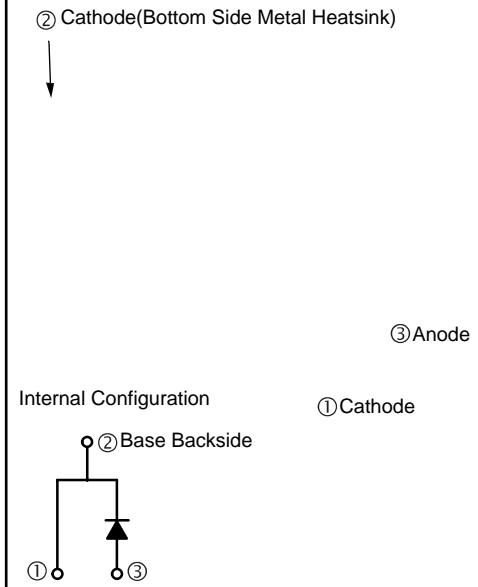 ② Cathode(Bottom Side Metal Heatsink)
③Anode
Internal Configuration
①Cathode
②Base Backside
① ③